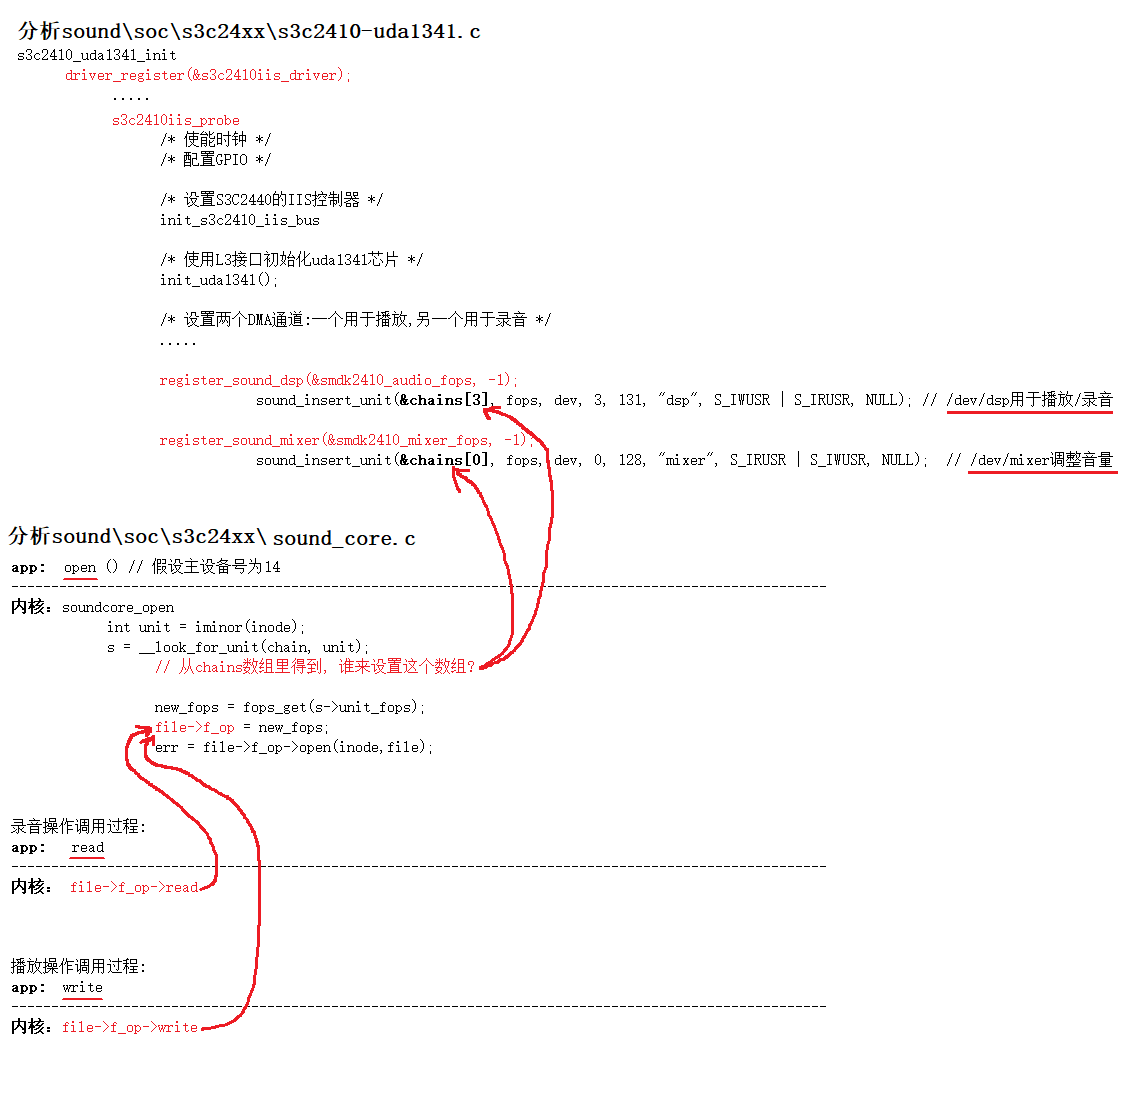 分析sound\soc\s3c24xx\s3c2410-uda1341.c
s3c2410_uda1341_init
driver_register(&s3c2410iis_driver);
.....
s3c2410iis_probe
/* 使能时钟 */
/* 配置GPIO */
/* 设置S3C2440的IIS控制器 */
init_s3c2410_iis_bus
/* 使用L3接口初始化uda1341芯片 */
init_uda1341();
/* 设置两个DMA通道:一个用于播放,另一个用于录音 */
.....
register_sound_dsp(&smdk2410_audio_fops, -1);
sound_insert_unit(&chains[3], fops, dev, 3, 131, "dsp", S_IWUSR | S_IRUSR, NULL); // /dev/dsp用于播放/录音
register_sound_mixer(&smdk2410_mixer_fops, -1);
sound_insert_unit(&chains[0], fops, dev, 0, 128, "mixer", S_IRUSR | S_IWUSR, NULL); // /dev/mixer调整音量
分析sound\soc\s3c24xx\ sound_core.c
app: open () // 假设主设备号为14
-------------------------------------------------------------------------------------------------------
内核：soundcore_open
int unit = iminor(inode);
s = __look_for_unit(chain, unit);
// 从chains数组里得到, 谁来设置这个数组?
new_fops = fops_get(s->unit_fops);
file->f_op = new_fops;
err = file->f_op->open(inode,file);
录音操作调用过程:
app: read
-------------------------------------------------------------------------------------------------------
内核： file->f_op->read
播放操作调用过程:
app: write
-------------------------------------------------------------------------------------------------------
内核：file->f_op->write